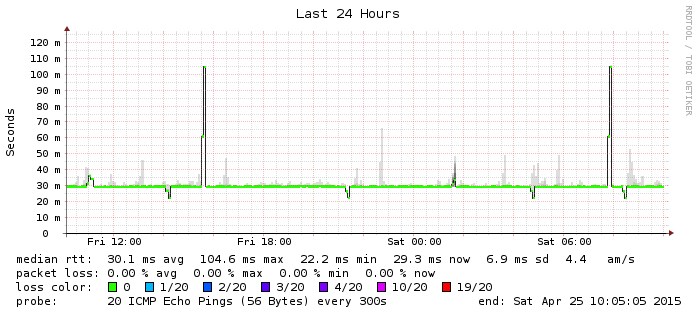 Last 24 Hours
RRDTOOL / TOBI OETIKER
Seconds
120 m
110 m
100 m
90 m
80 m
70 m
60 m
50 m
40 m
30 m
20 m
10 m
0
Fri 12:00 Fri 18:00 Sat 00:00 Sat 06:00
median rtt: 30.1 ms avg 104.6 ms max 22.2 ms min 29.3 ms now 6.9 ms sd 4.4 am/s
packet loss: 0.00 % avg 0.00 % max 0.00 % min 0.00 % now
loss color: 0 1/20 2/20 3/20 4/20 10/20 19/20
probe: 20 ICMP Echo Pings (56 Bytes) every 300s end: Sat Apr 25 10:05:05 2015